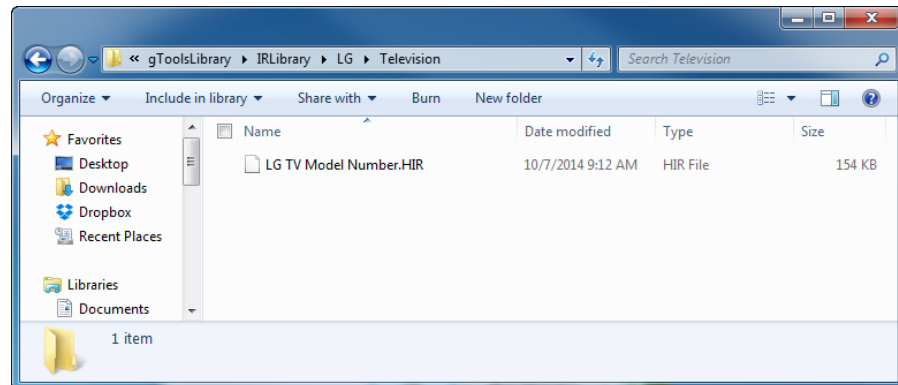 « gToolsLibrary ▸ IRLibrary ▸ LG ▸ Television
Search Television
Organize Include in library Share with Burn New folder
Favorites
Desktop
Downloads
Dropbox
Recent Places
Libraries
Documents
Name Date modified Type Size
LG TV Model Number.HIR 10/7/2014 9:12 AM HIR File 154 KB
1 item